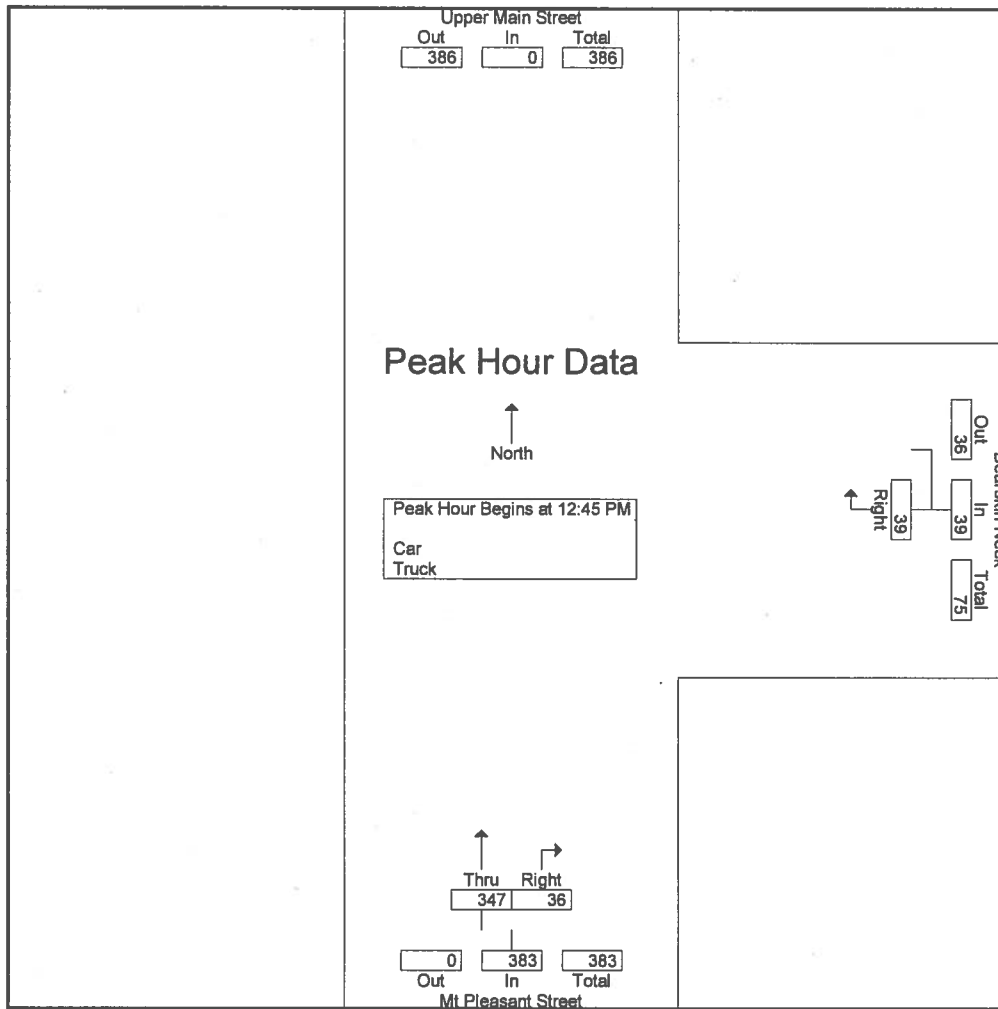 Upper Main Street
Out In Total
386 0 386
Peak Hour Data
North
Peak Hour Begins at 12:45 PM
Car
Truck
Out In Total
36 39 75
Right
39
Thru Right
347 36
0 383 383
Out In Total
Mt Pleasant Street